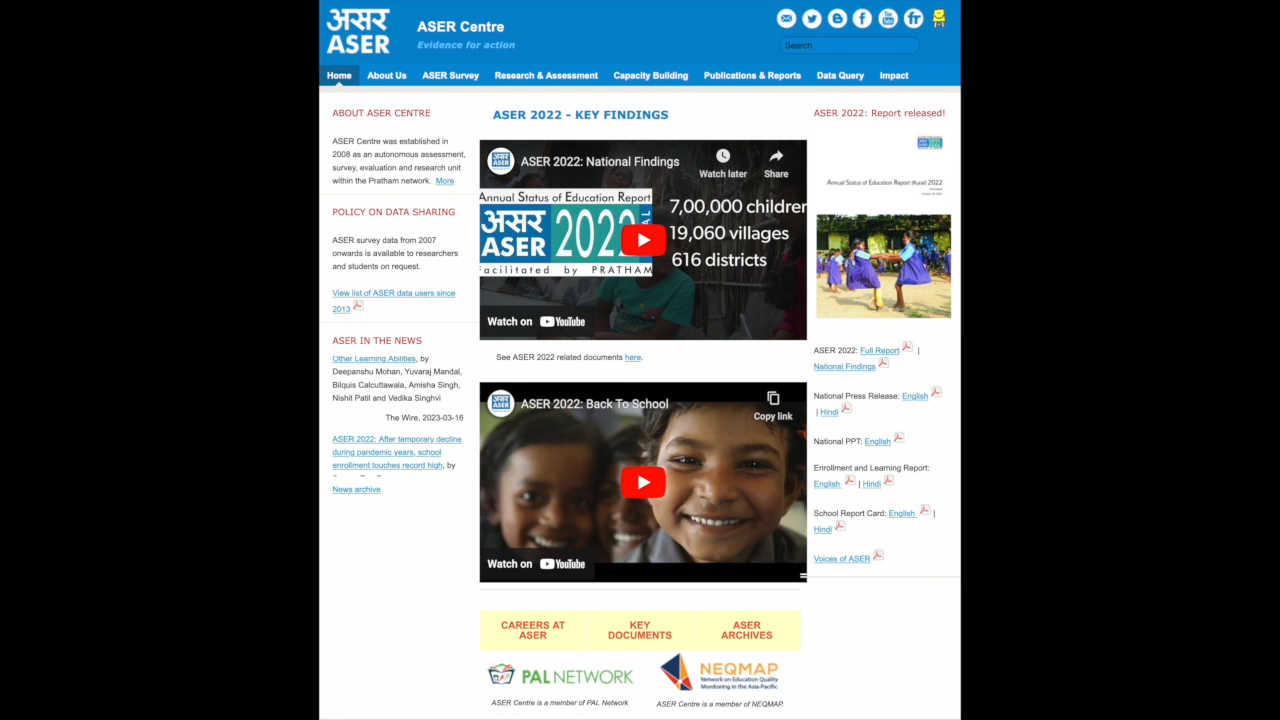 असर
ASER
ASER Centre
Evidence for action
Search
Home
About Us
ASER Survey
Research & Assessment
Capacity Building
Publications & Reports
Data Query
Impact
ABOUT ASER CENTRE
ASER Centre was established in
2008 as an autonomous assessment,
survey, evaluation and research unit
within the Pratham network. More
POLICY ON DATA SHARING
ASER survey data from 2007
onwards is available to researchers
and students on request.
View list of ASER data users since
2013
ASER IN THE NEWS
Other Learning Abilities, by
Deepanshu Mohan, Yuvaraj Mandal,
Bilquis Calcuttawala, Amisha Singh,
Nishit Patil and Vedika Singhvi
The Wire, 2023-03-16
ASER 2022: After temporary decline
during pandemic years, school
enrollment touches record high, by
News archive
ASER 2022 - KEY FINDINGS
ASER 2022: National Findings
Watch later
Share
Annual Status of Education Report
असर
ASER
2022
facilitated by PRATHAM
7,00,000 children
19,060 villages
616 districts
Watch on YouTube
See ASER 2022 related documents here.
ASER 2022: Back To School
Copy link
Watch on YouTube
CAREERS AT
ASER
KEY
DOCUMENTS
ASER
ARCHIVES
PAL NETWORK
ASER Centre is a member of PAL Network
NEQMAP
Network on Education Quality
Monitoring in the Asia-Pacific
ASER Centre is a member of NEQMAP.
ASER 2022: Report released!
Annual Status of Education Report (Rural) 2022
ASER 2022: Full Report |
National Findings
National Press Release: English
| Hindi
National PPT: English
Enrollment and Learning Report:
English | Hindi
School Report Card: English |
Hindi
Voices of ASER